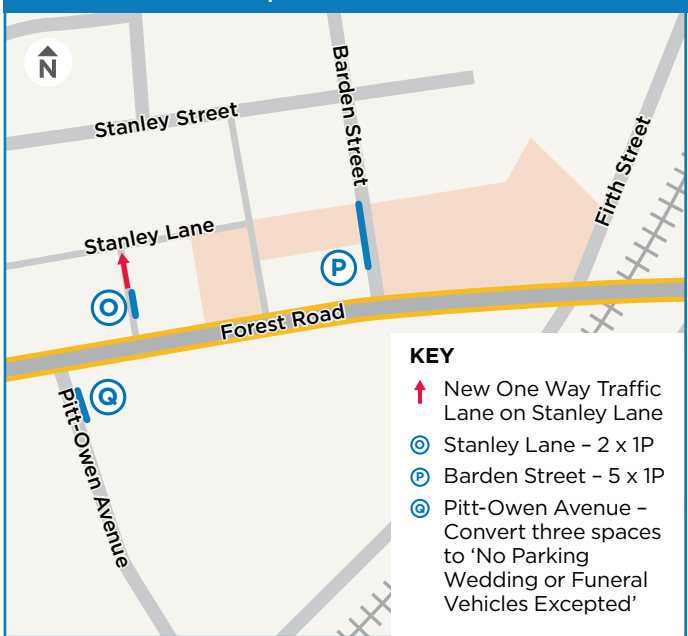 N
Stanley Street
Barden Street
Firth Street
Stanley Lane
P
O
Forest Road
Q
Pitt-Owen Avenue
KEY
New One Way Traffic
Lane on Stanley Lane
O Stanley Lane – 2 x 1P
P Barden Street – 5 x 1P
Q Pitt-Owen Avenue –
Convert three spaces
to ‘No Parking
Wedding or Funeral
Vehicles Excepted’